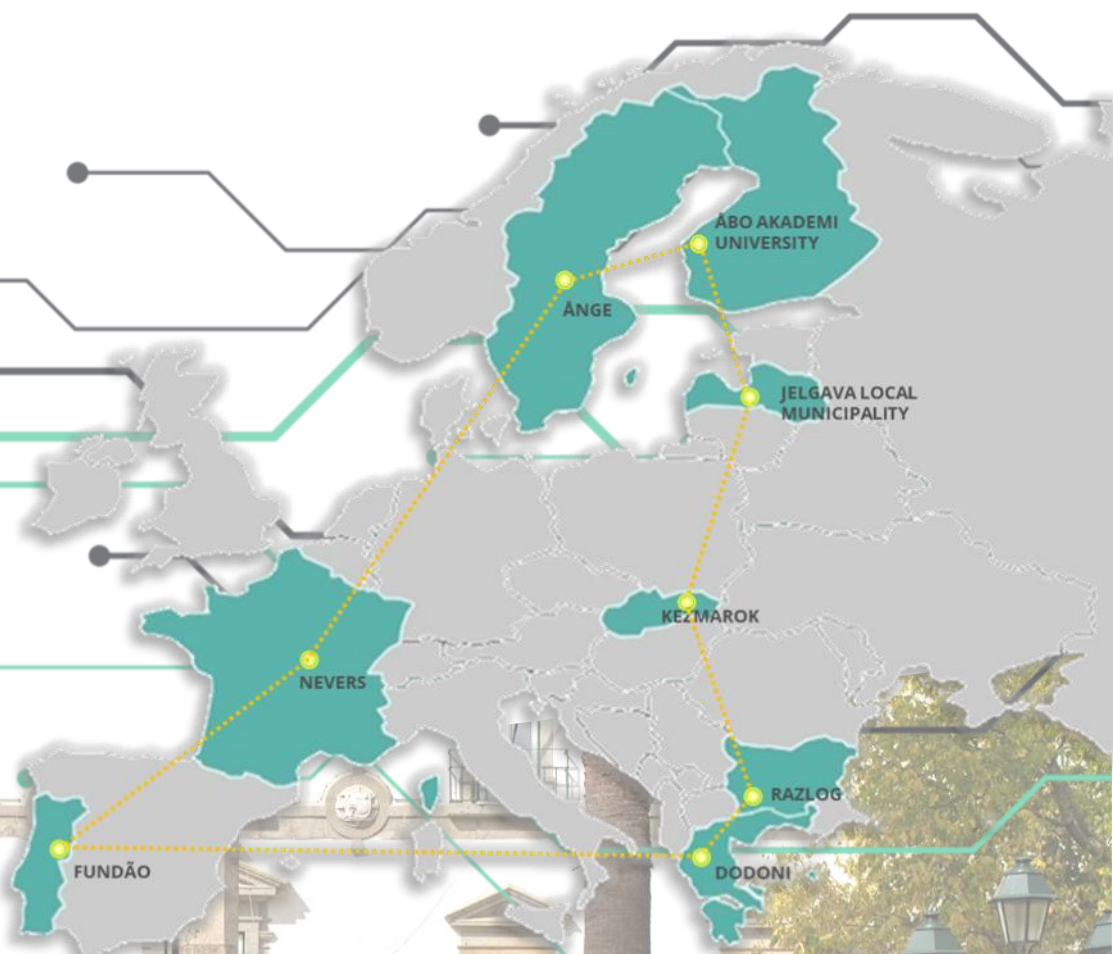 ÅBO AKADEMI
UNIVERSITY
ÅNGE
JELGAVA LOCAL
MUNICIPALITY
KEžMAROK
NEVERS
RAZLOG
FUNDÃO
DODONI